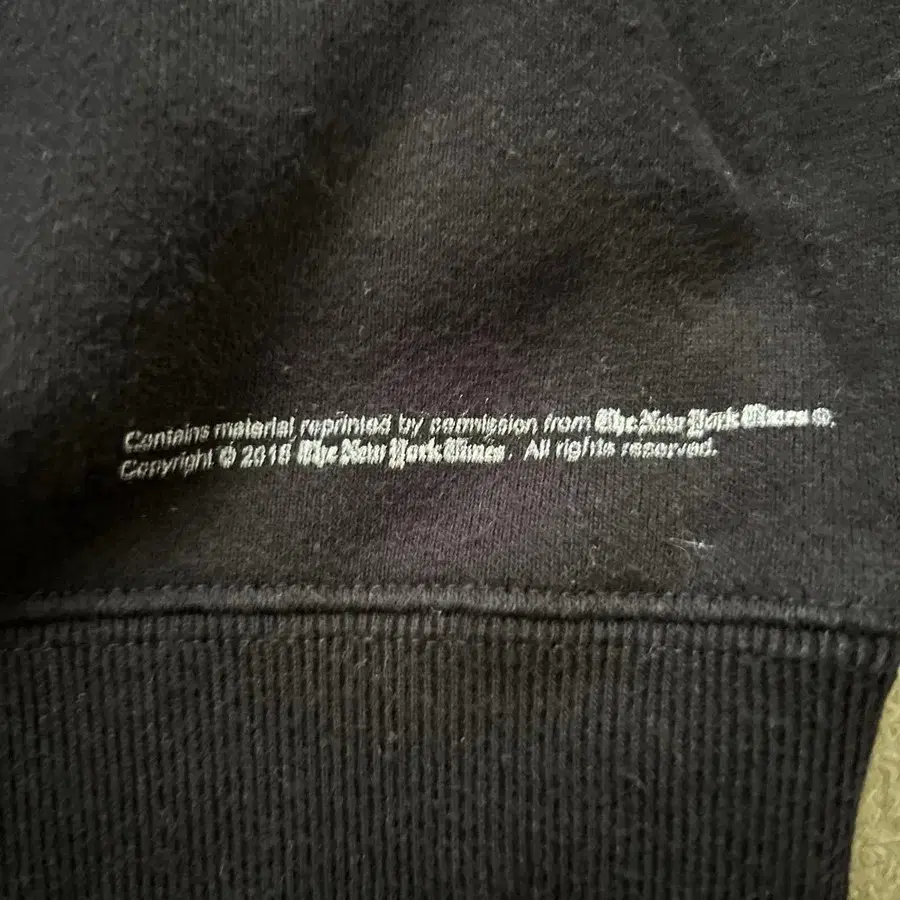 Contains material reprinted by permission from The New York Times ©.
Copyright © 2018 The New York Times. All rights reserved.